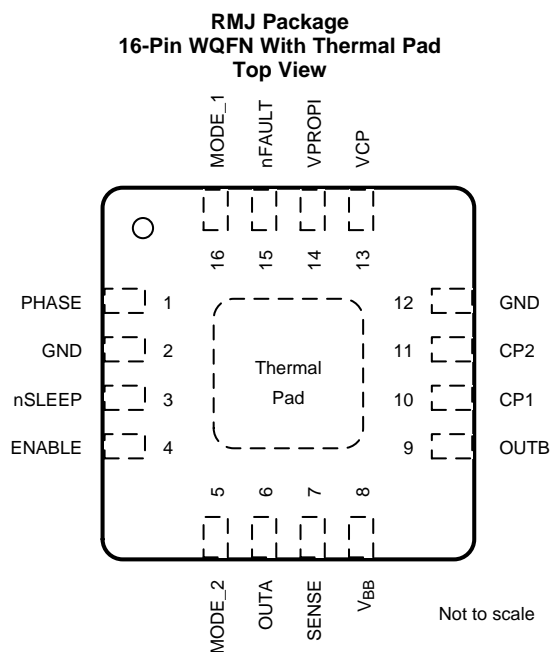 RMJ Package
16-Pin WQFN With Thermal Pad
Top View
MODE_1
nFAULT
VPROPI
VCP
16
15
14
13
PHASE 1
GND 2
nSLEEP 3
ENABLE 4
Thermal
Pad
12 GND
11 CP2
10 CP1
9 OUTB
5
6
7
8
MODE_2
OUTA
SENSE
VBB
Not to scale